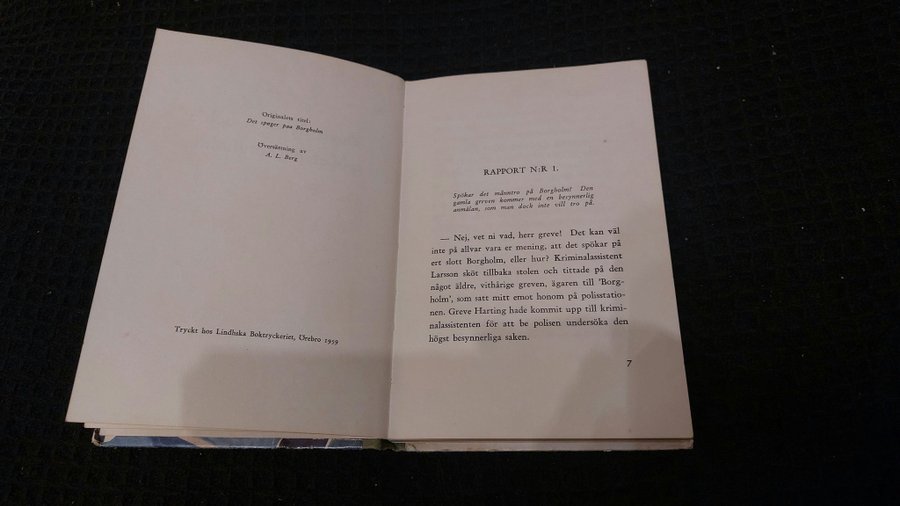 Originalets titel:
Det spøger paa Borgholm
Översättning av
A. L. Berg
Tryckt hos Lindhska Boktryckeriet, Örebro 1959
RAPPORT N:R 1.
Spökar det månntro på Borgholm? Den
gamla greven kommer med en besynnerlig
anmälan, som man dock inte vill tro på.
— Nej, vet ni vad, herr greve! Det kan väl
inte på allvar vara er mening, att det spökar på
ert slott Borgholm, eller hur? Kriminalassistent
Larsson sköt tillbaka stolen och tittade på den
något äldre, vithårige greven, ägaren till 'Borg-
holm', som satt mitt emot honom på polisstatio-
nen. Greve Harting hade kommit upp till krimi-
nalassistenten för att be polisen undersöka den
högst besynnerliga saken.
7